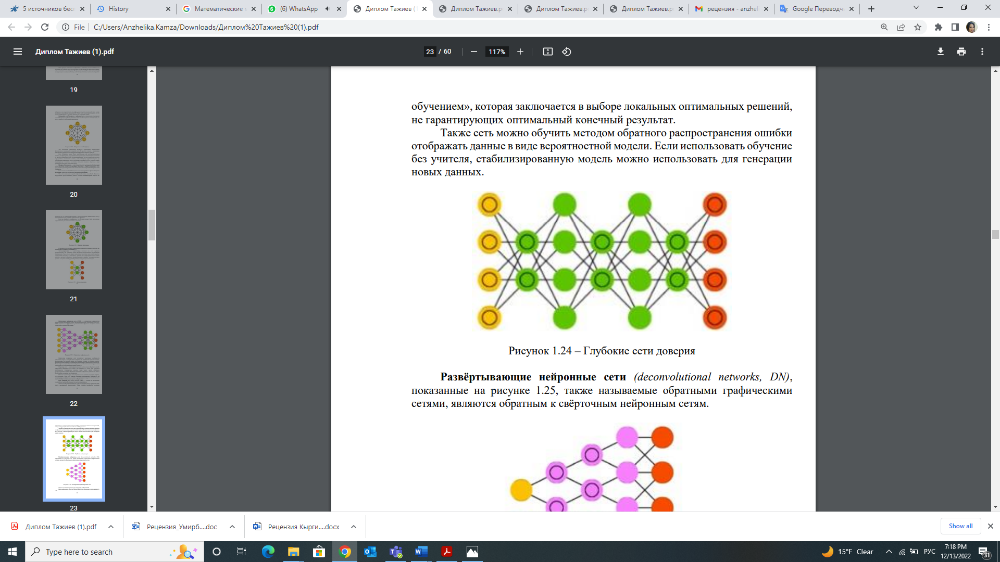 5 источников бесп
History
Математические
(6) WhatsApp
Диплом Тажиев (1
Диплом Тажиев.p
Диплом Тажиев.p
Диплом Тажиев.p
рецензия - anzhel
Google Переводч
File
C:/Users/Anzhelika.Kamza/Downloads/Диплом%20Тажиев%20(1).pdf
Диплом Тажиев (1).pdf
23 / 60
117%
19
20
21
22
23
обучением», которая заключается в выборе локальных оптимальных решений,
не гарантирующих оптимальный конечный результат.
Также сеть можно обучить методом обратного распространения ошибки
отображать данные в виде вероятностной модели. Если использовать обучение
без учителя, стабилизированную модель можно использовать для генерации
новых данных.
Рисунок 1.24 – Глубокие сети доверия
Развёртывающие нейронные сети (deconvolutional networks, DN),
показанные на рисунке 1.25, также называемые обратными графическими
сетями, являются обратным к свёрточным нейронным сетям.
Диплом Тажиев (1).pdf
Рецензия_Умирб....doc
Рецензия Кырги....docx
Show all
Type here to search
15°F Clear
РУС
7:18 PM
12/13/2022
31